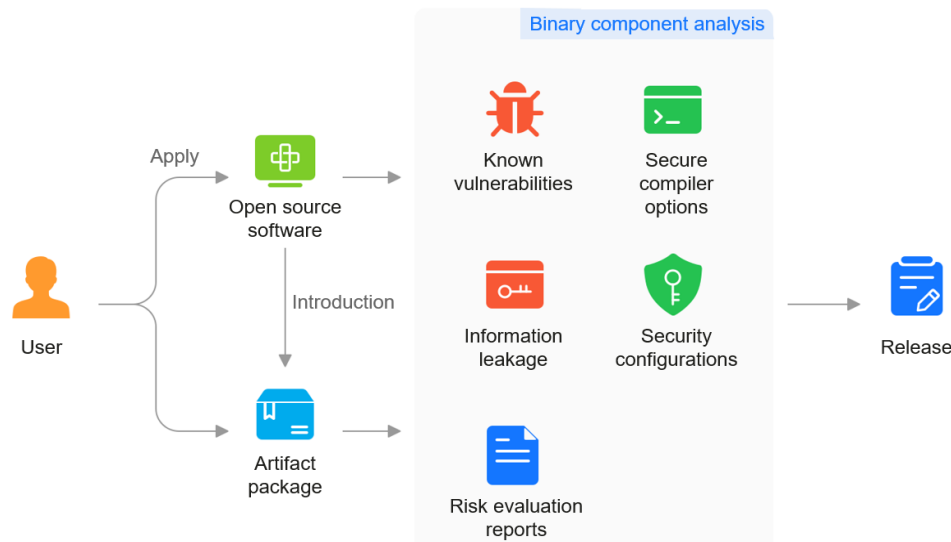 Binary component analysis
Apply
Open source
software
Known
vulnerabilities
Secure
compiler
options
User
Introduction
Information
leakage
Security
configurations
Release
Artifact
package
Risk evaluation
reports